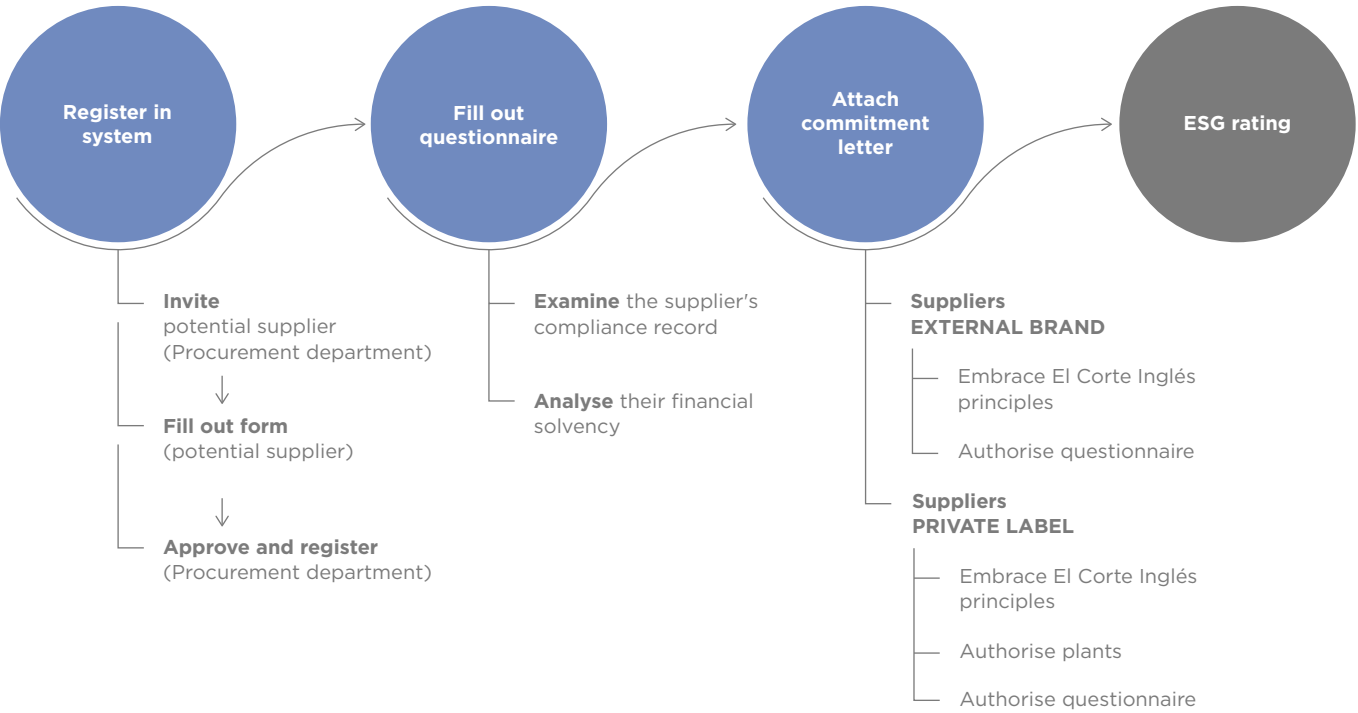 Register in
system
Fill out
questionnaire
Attach
commitment
letter
ESG rating
Invite
potential supplier
(Procurement department)
Fill out form
(potential supplier)
Approve and register
(Procurement department)
Examine the supplier's
compliance record
Analyse their financial
solvency
Suppliers
EXTERNAL BRAND
Embrace El Corte Inglés
principles
Authorise questionnaire
Suppliers
PRIVATE LABEL
Embrace El Corte Inglés
principles
Authorise plants
Authorise questionnaire